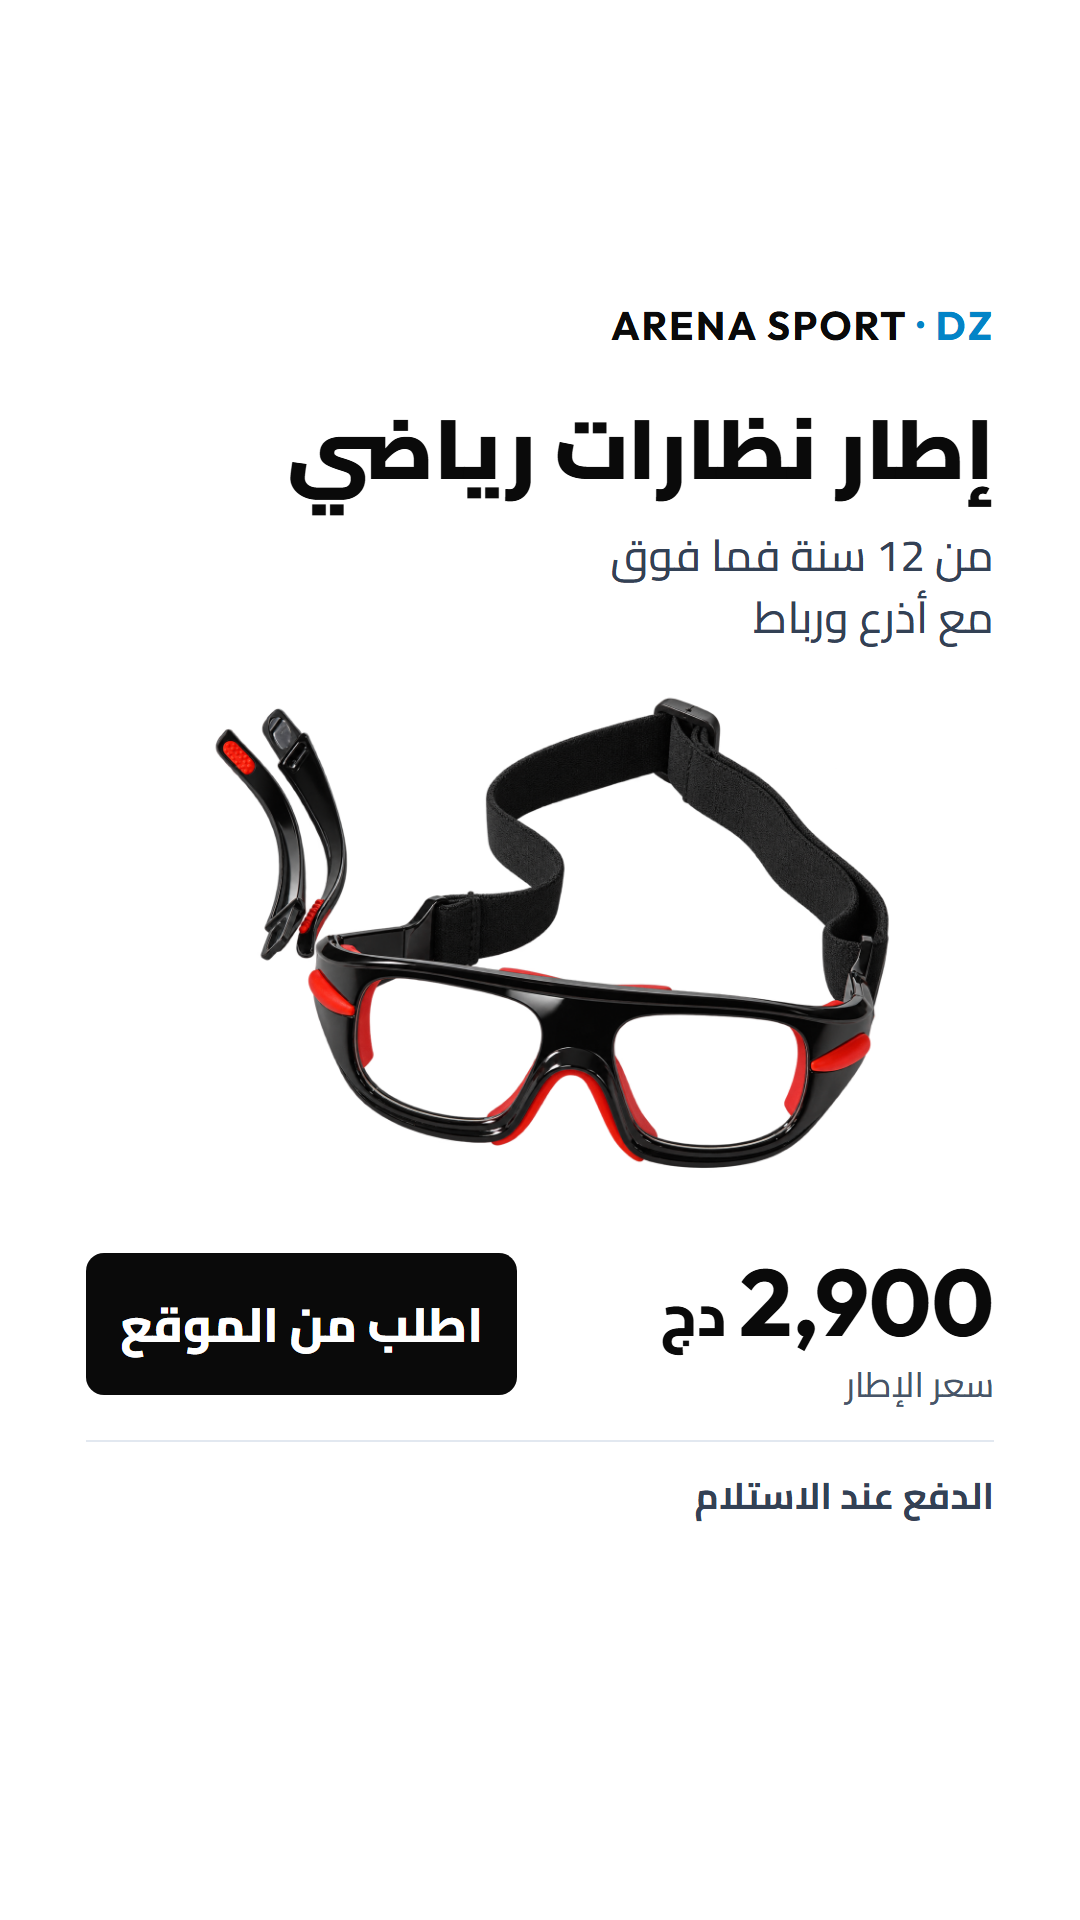 ARENA SPORT · DZ
إطار نظارات رياضي
من 12 سنة فما فوق
مع أذرع ورباط
2,900 دج
سعر الإطار
اطلب من الموقع
الدفع عند الاستلام